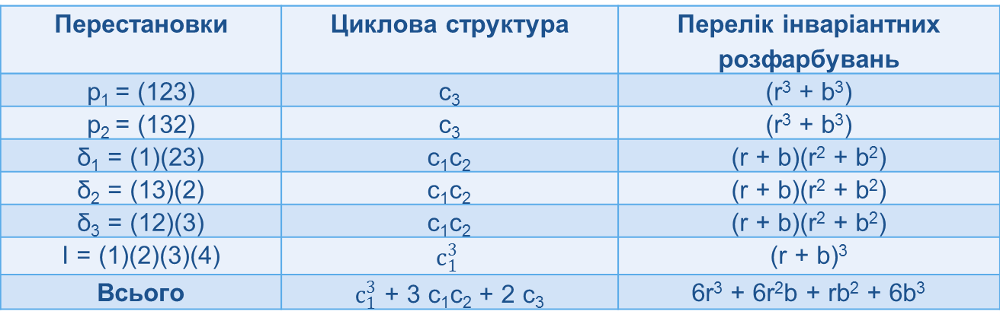 Перестановки Циклова структура Перелік інваріантних
розфарбувань
p₁ = (123) c₃ (r³ + b³)
p₂ = (132) c₃ (r³ + b³)
δ₁ = (1)(23) c₁c₂ (r + b)(r² + b²)
δ₂ = (13)(2) c₁c₂ (r + b)(r² + b²)
δ₃ = (12)(3) c₁c₂ (r + b)(r² + b²)
I = (1)(2)(3)(4) c₁³ (r + b)³
Всього c₁³ + 3 c₁c₂ + 2 c₃ 6r³ + 6r²b + rb² + 6b³